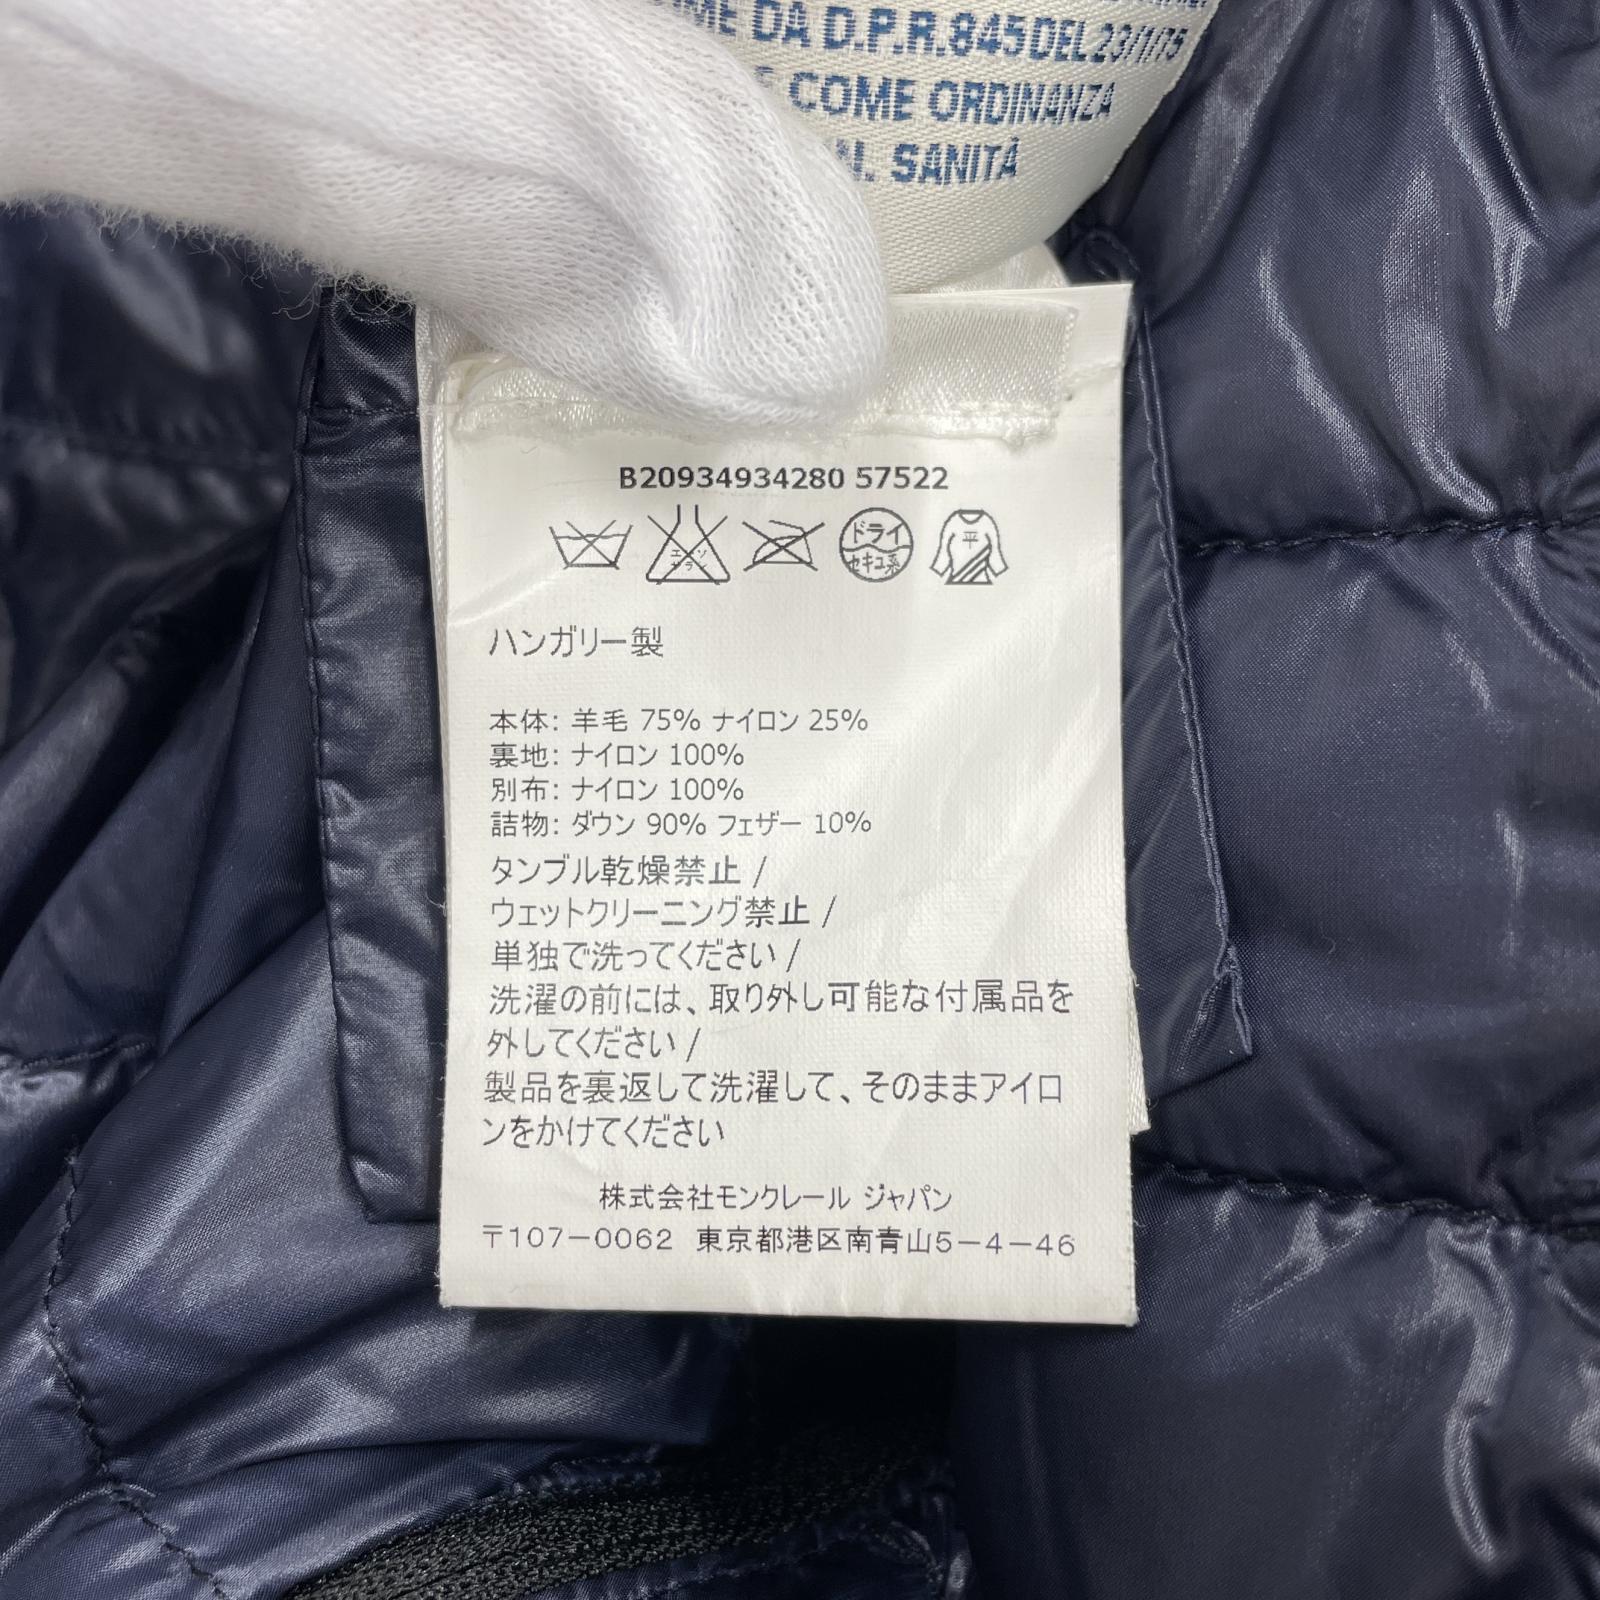 DA D.P.R.845 DEL 23/1/75
COME ORDINANZA
SANITÀ
B20934934280 57522
エンソ
サラン
ドライ
セキユ系
平
ハンガリー製
本体: 羊毛 75% ナイロン 25%
裏地: ナイロン 100%
別布: ナイロン 100%
詰物: ダウン 90% フェザー 10%
タンブル乾燥禁止 /
ウェットクリーニング禁止 /
単独で洗ってください /
洗濯の前には、取り外し可能な付属品を
外してください /
製品を裏返して洗濯して、そのままアイロ
ンをかけてください
株式会社モンクレール ジャパン
〒107－0062 東京都港区南青山5－4－46